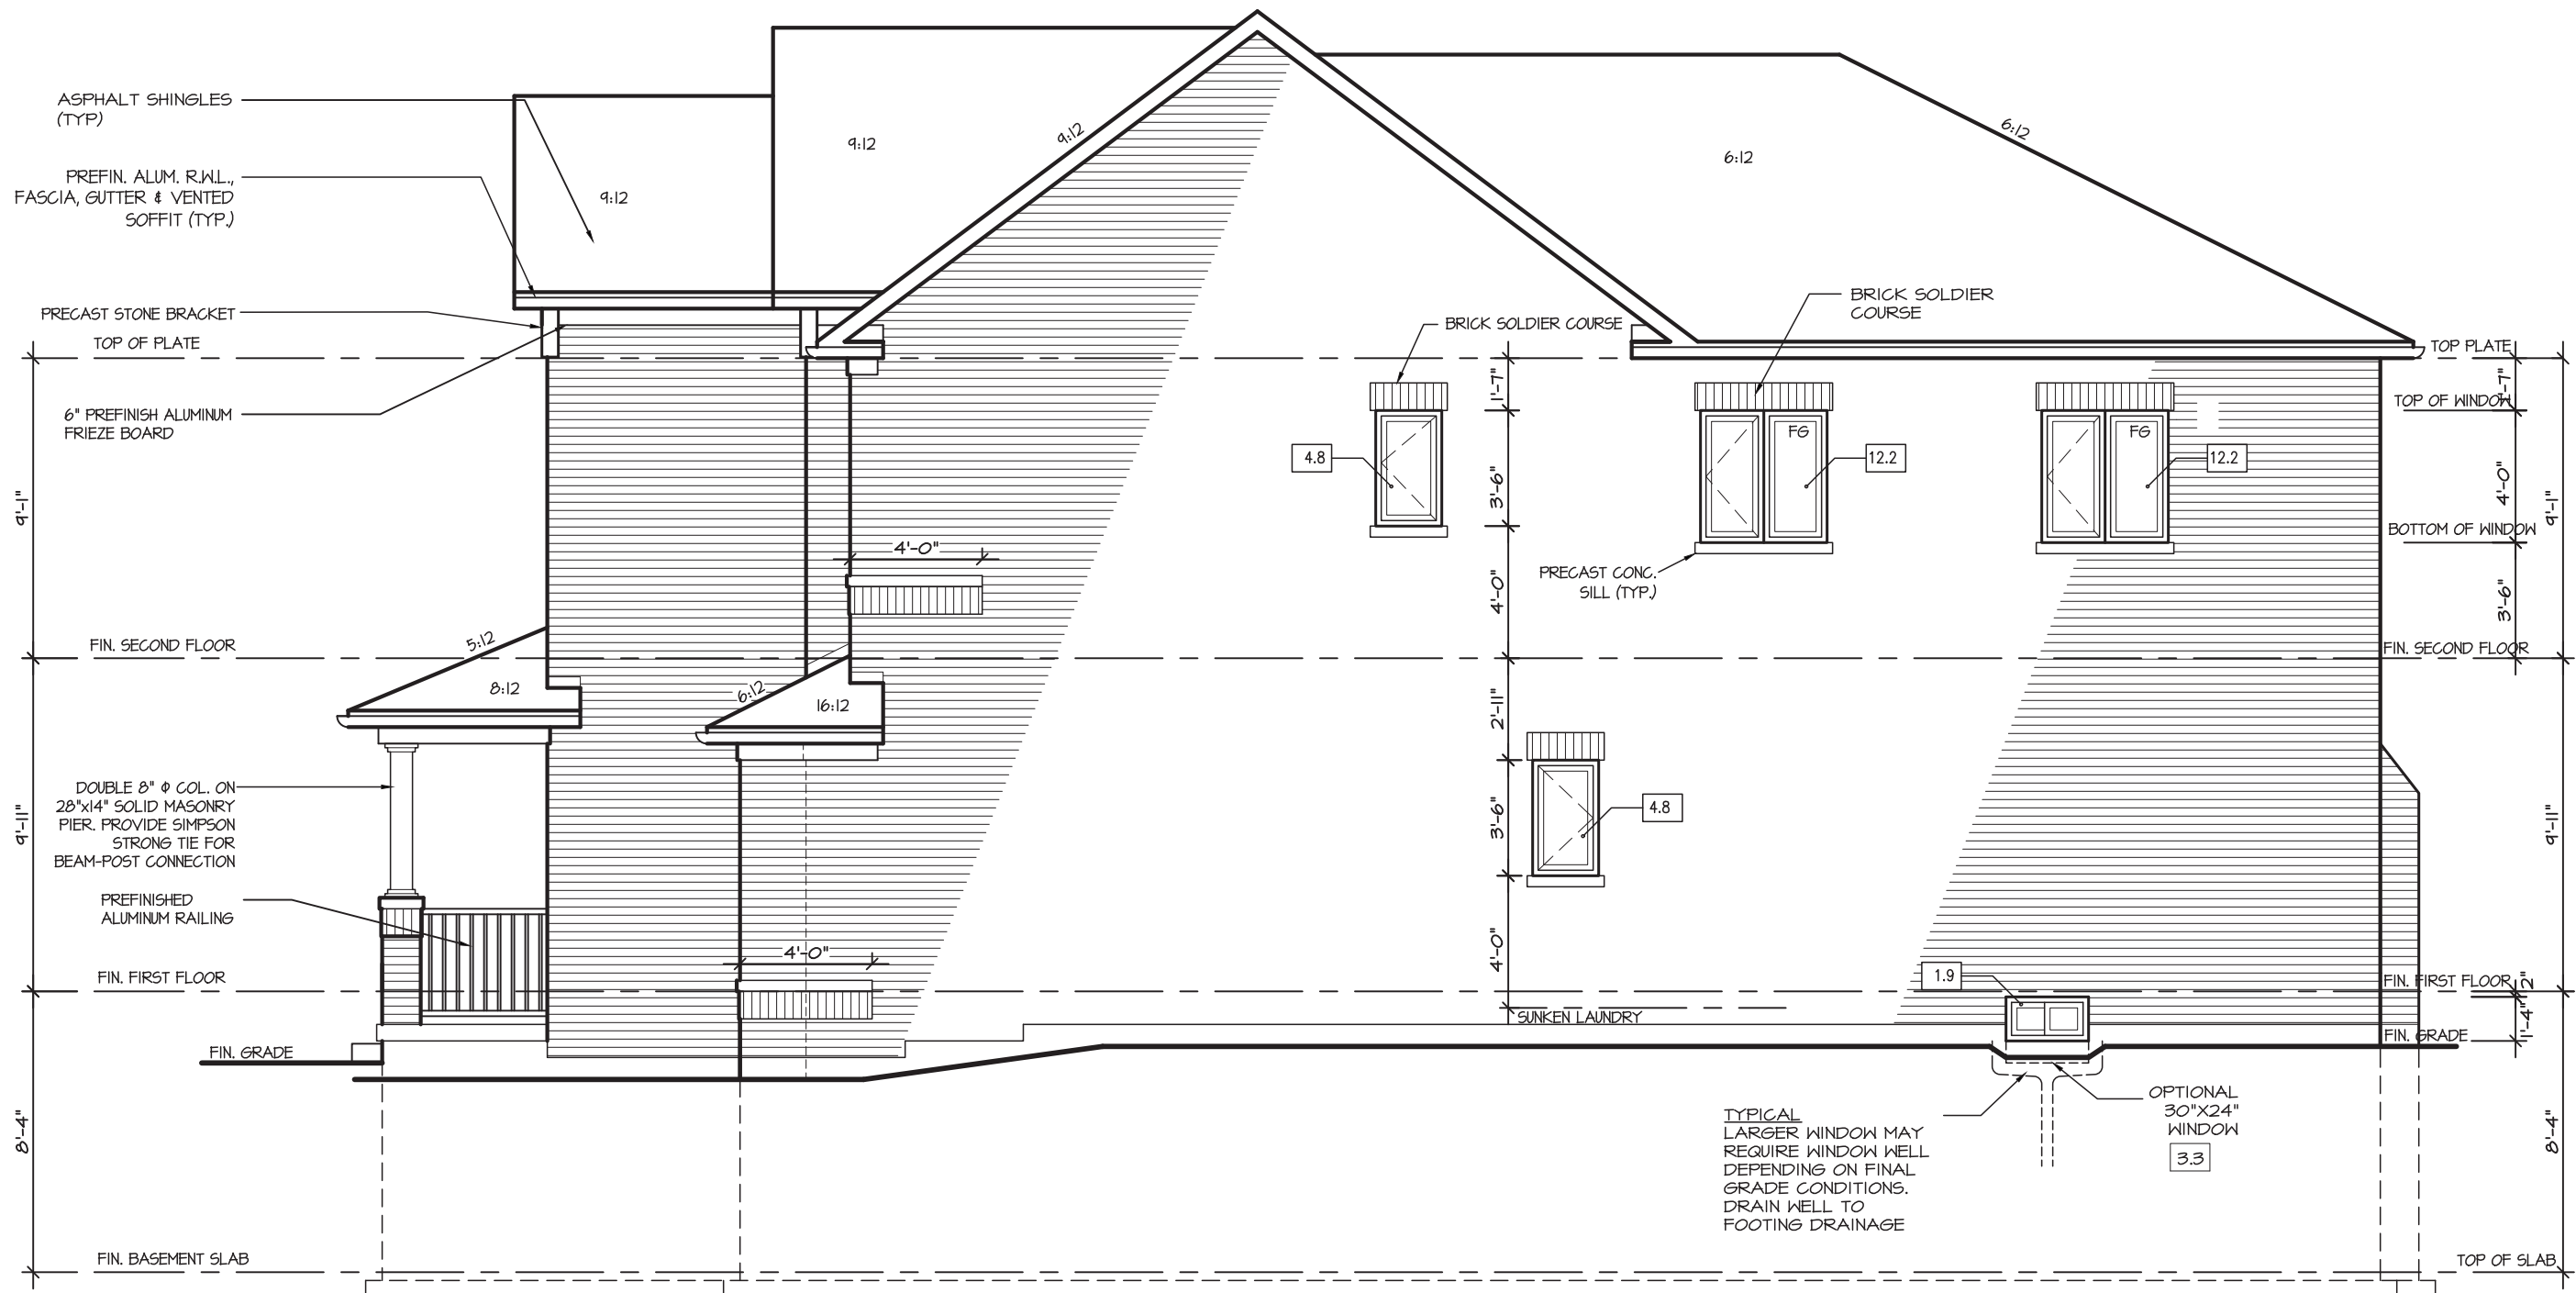 ASPHALT SHINGLES
(TYP)
PREFIN. ALUM. R.W.L.,
FASCIA, GUTTER & VENTED
SOFFIT (TYP.)
PRECAST STONE BRACKET
TOP OF PLATE
6" PREFINISH ALUMINUM
FRIEZE BOARD
9'-1"
FIN. SECOND FLOOR
9'-11"
DOUBLE 8" Φ COL. ON
28"x14" SOLID MASONRY
PIER. PROVIDE SIMPSON
STRONG TIE FOR
BEAM-POST CONNECTION
PREFINISHED
ALUMINUM RAILING
FIN. FIRST FLOOR
FIN. GRADE
8'-4"
FIN. BASEMENT SLAB
9:12
9:12
9:12
6:12
6:12
5:12
8:12
6:12
16:12
4'-0"
4'-0"
BRICK SOLDIER COURSE
BRICK SOLDIER
COURSE
4.8
FG
12.2
FG
12.2
PRECAST CONC.
SILL (TYP.)
1'-7"
3'-6"
4'-0"
2'-11"
3'-6"
4'-0"
4.8
SUNKEN LAUNDRY
1.9
TYPICAL
LARGER WINDOW MAY
REQUIRE WINDOW WELL
DEPENDING ON FINAL
GRADE CONDITIONS.
DRAIN WELL TO
FOOTING DRAINAGE
OPTIONAL
30"X24"
WINDOW
3.3
TOP PLATE
1'-7"
TOP OF WINDOW
4'-0"
9'-1"
BOTTOM OF WINDOW
3'-6"
FIN. SECOND FLOOR
9'-11"
FIN. FIRST FLOOR
2"
1'-4"
FIN. GRADE
8'-4"
TOP OF SLAB